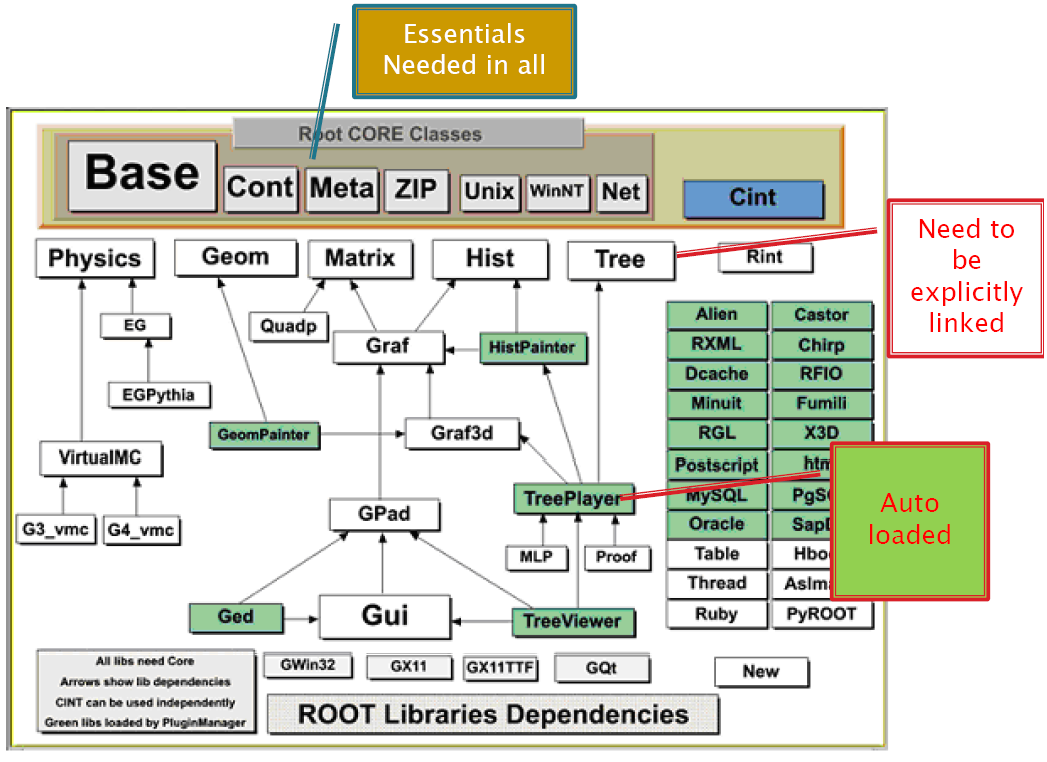 Essentials
Needed in all
Root CORE Classes
Base
Cont
Meta
ZIP
Unix
WinNT
Net
Cint
Need to
be
explicitly
linked
Physics
Geom
Matrix
Hist
Tree
Rint
EG
Quadp
Graf
HistPainter
EGPythia
GeomPainter
Graf3d
VirtualMC
TreePlayer
G3_vmc
G4_vmc
GPad
MLP
Proof
Ged
Gui
TreeViewer
Alien
Castor
RXML
Chirp
Dcache
RFIO
Minuit
Fumili
RGL
X3D
Postscript
MySQL
Oracle
Table
Thread
Ruby
PyROOT
Auto
loaded
All libs need Core
Arrows show lib dependencies
CINT can be used independently
Green libs loaded by PluginManager
GWin32
GX11
GX11TTF
GQt
New
ROOT Libraries Dependencies